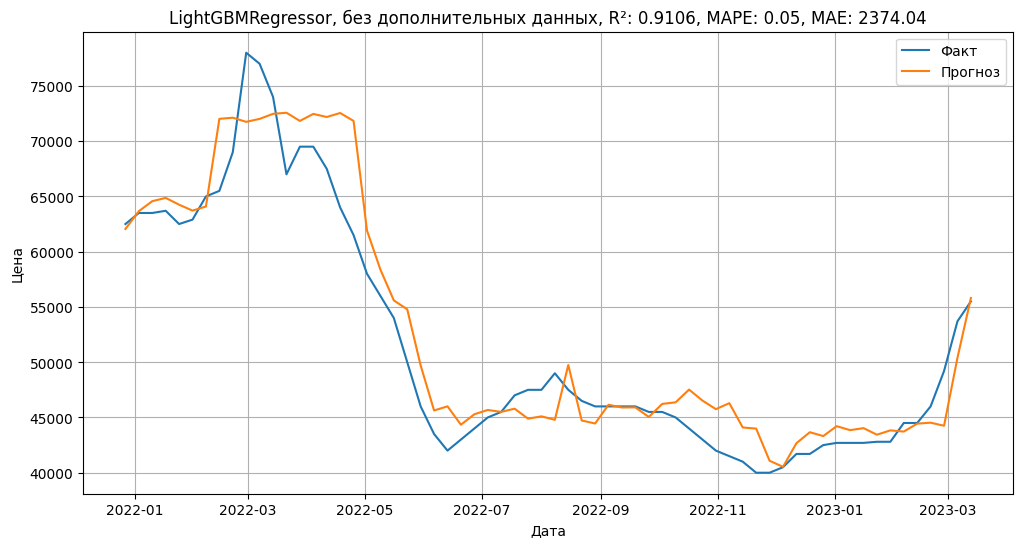 LightGBMRegressor, без дополнительных данных, R²: 0.9106, MAPE: 0.05, MAE: 2374.04
Факт
Прогноз
Цена
75000
70000
65000
60000
55000
50000
45000
40000
2022-01 2022-03 2022-05 2022-07 2022-09 2022-11 2023-01 2023-03
Дата